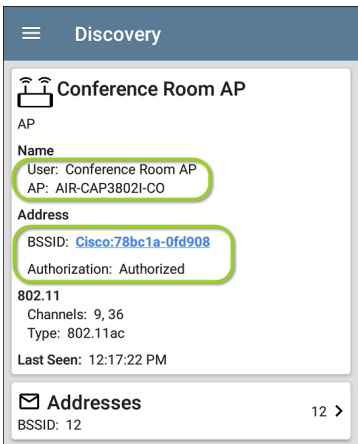 Discovery
Conference Room AP
AP
Name
User: Conference Room AP
AP: AIR-CAP3802I-CO
Address
BSSID: Cisco:78bc1a-0fd908
Authorization: Authorized
802.11
Channels: 9, 36
Type: 802.11ac
Last Seen: 12:17:22 PM
Addresses
12
BSSID: 12